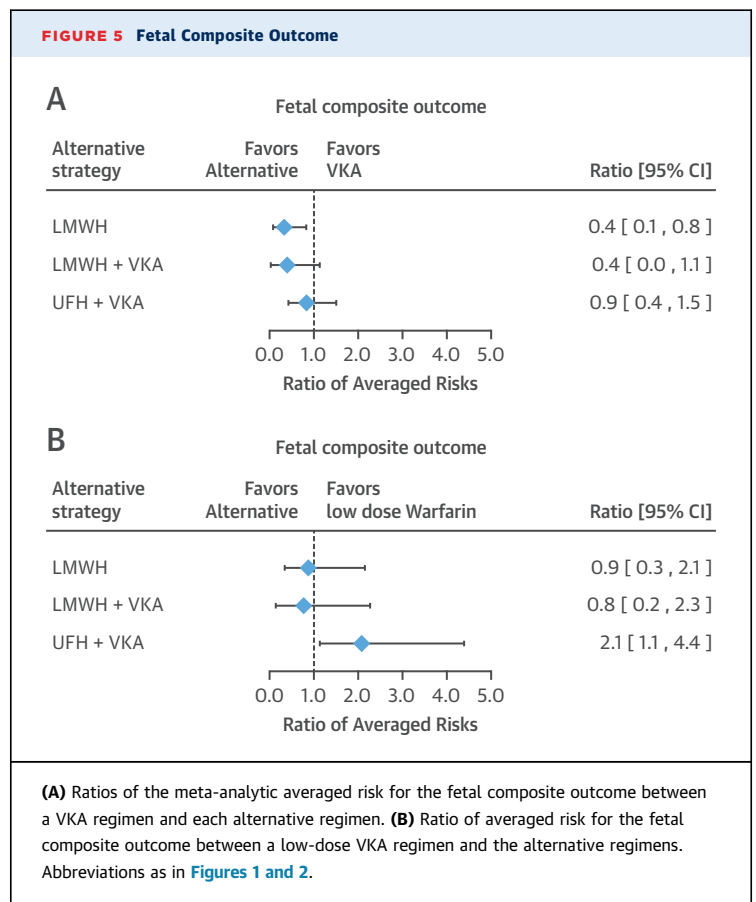 FIGURE 5 Fetal Composite Outcome
A
Fetal composite outcome
Alternative strategy Favors Alternative Favors VKA Ratio [95% CI]
LMWH 0.4 [ 0.1 , 0.8 ]
LMWH + VKA 0.4 [ 0.0 , 1.1 ]
UFH + VKA 0.9 [ 0.4 , 1.5 ]
0.0 1.0 2.0 3.0 4.0 5.0
Ratio of Averaged Risks
B
Fetal composite outcome
Alternative strategy Favors Alternative Favors low dose Warfarin Ratio [95% CI]
LMWH 0.9 [ 0.3 , 2.1 ]
LMWH + VKA 0.8 [ 0.2 , 2.3 ]
UFH + VKA 2.1 [ 1.1 , 4.4 ]
0.0 1.0 2.0 3.0 4.0 5.0
Ratio of Averaged Risks
(A) Ratios of the meta-analytic averaged risk for the fetal composite outcome between
a VKA regimen and each alternative regimen. (B) Ratio of averaged risk for the fetal
composite outcome between a low-dose VKA regimen and the alternative regimens.
Abbreviations as in Figures 1 and 2.